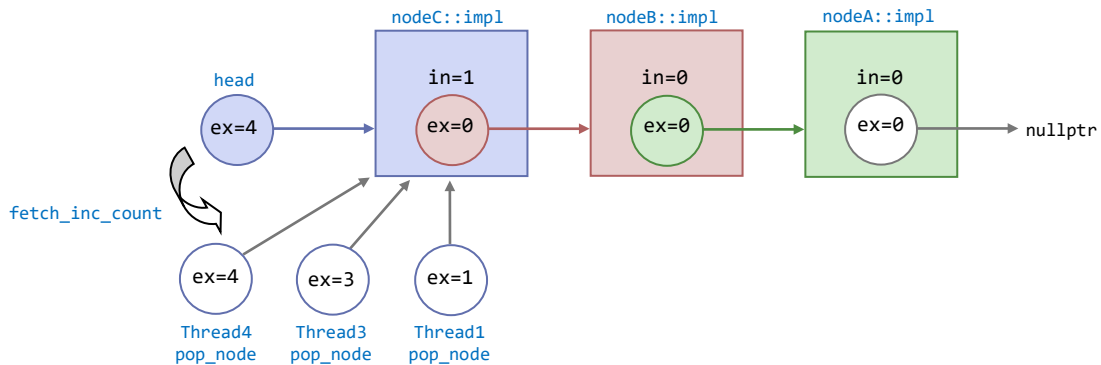 nodeC::impl
nodeB::impl
nodeA::impl
head
in=1
in=0
in=0
ex=4
ex=0
ex=0
ex=0
nullptr
fetch_inc_count
ex=4
ex=3
ex=1
Thread4
pop_node
Thread3
pop_node
Thread1
pop_node